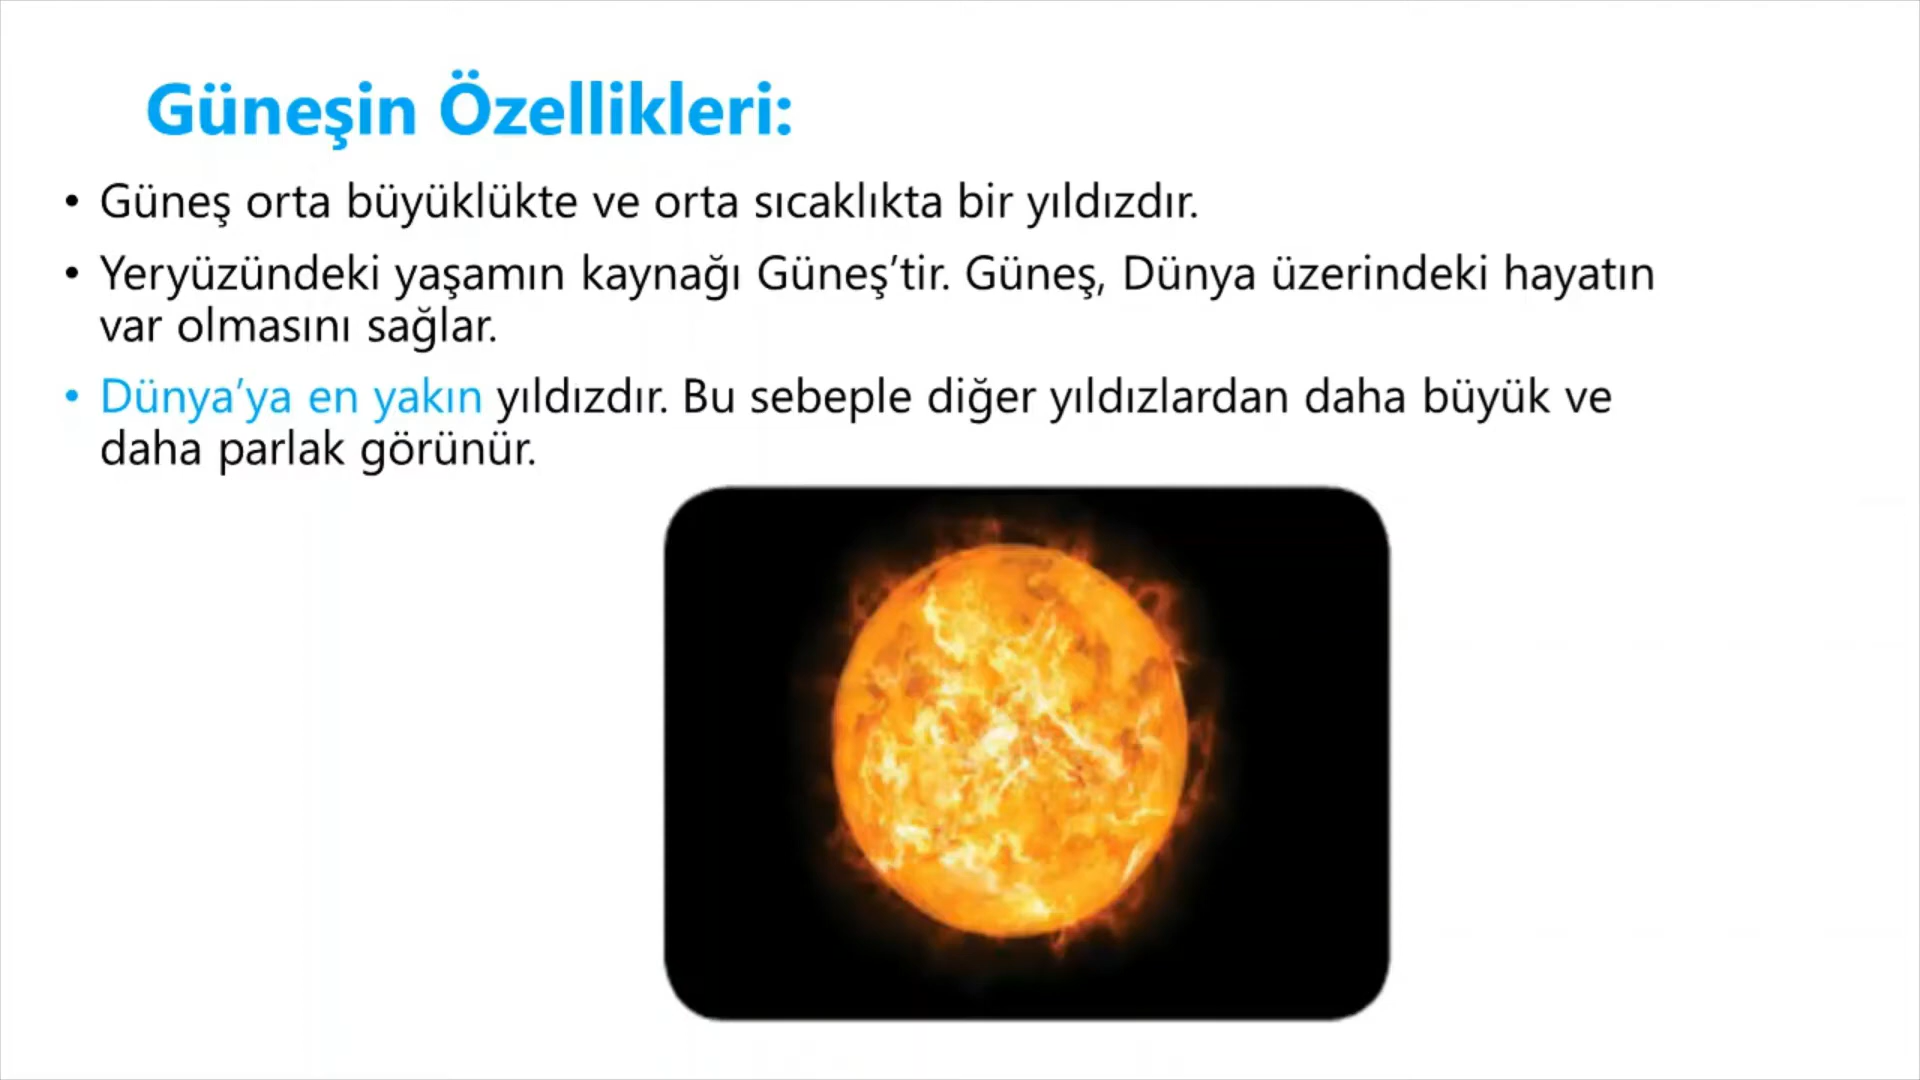 Güneşin Özellikleri:
• Güneş orta büyüklükte ve orta sıcaklıkta bir yıldızdır.
• Yeryüzündeki yaşamın kaynağı Güneş’tir. Güneş, Dünya üzerindeki hayatın
var olmasını sağlar.
• Dünya’ya en yakın yıldızdır. Bu sebeple diğer yıldızlardan daha büyük ve
daha parlak görünür.